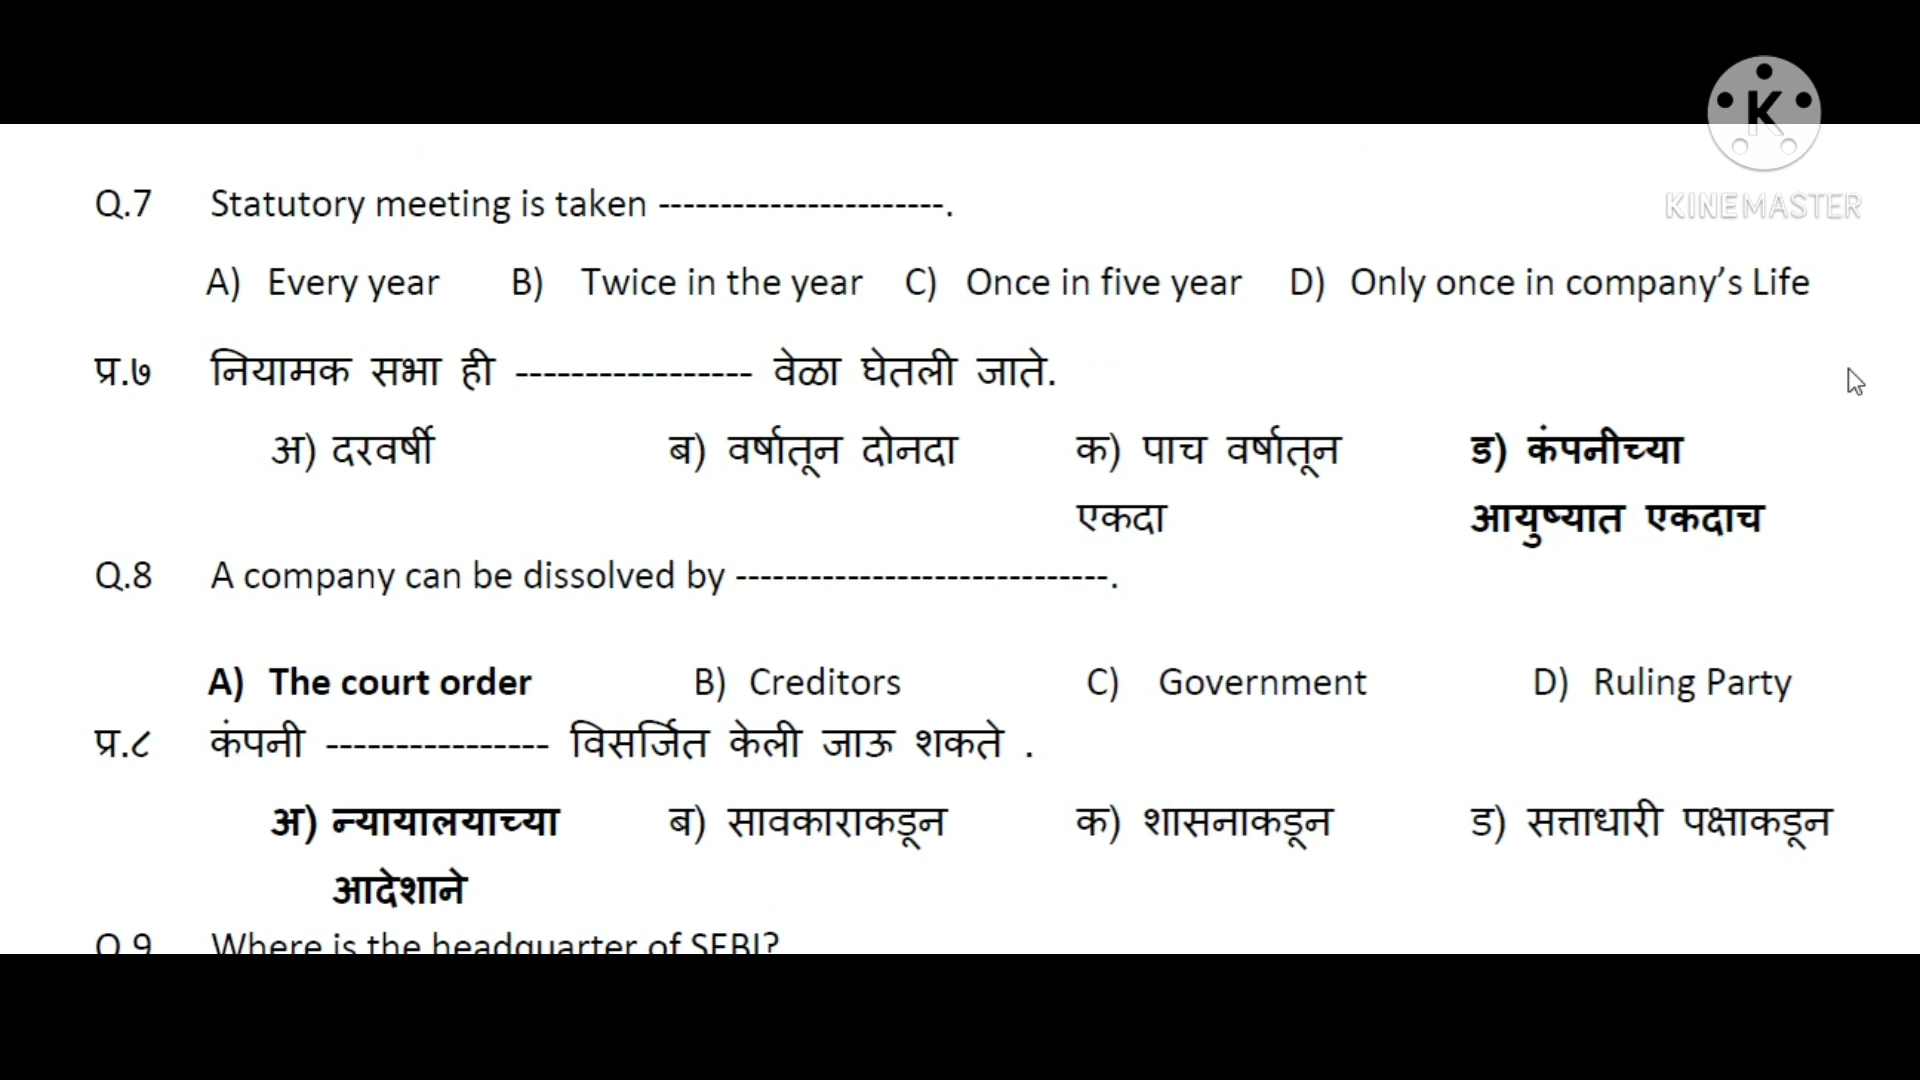 K
KINEMASTER
Q.7 Statutory meeting is taken -----------------------.
A) Every year B) Twice in the year C) Once in five year D) Only once in company’s Life
प्र.७ नियामक सभा ही ----------------- वेळा घेतली जाते.
अ) दरवर्षी ब) वर्षातून दोनदा क) पाच वर्षातून ड) कंपनीच्या
एकदा आयुष्यात एकदाच
Q.8 A company can be dissolved by ------------------------------.
A) The court order B) Creditors C) Government D) Ruling Party
प्र.८ कंपनी ---------------- विसर्जित केली जाऊ शकते .
अ) न्यायालयाच्या ब) सावकाराकडून क) शासनाकडून ड) सत्ताधारी पक्षाकडून
आदेशाने
Q.9 Where is the headquarter of SEBI?